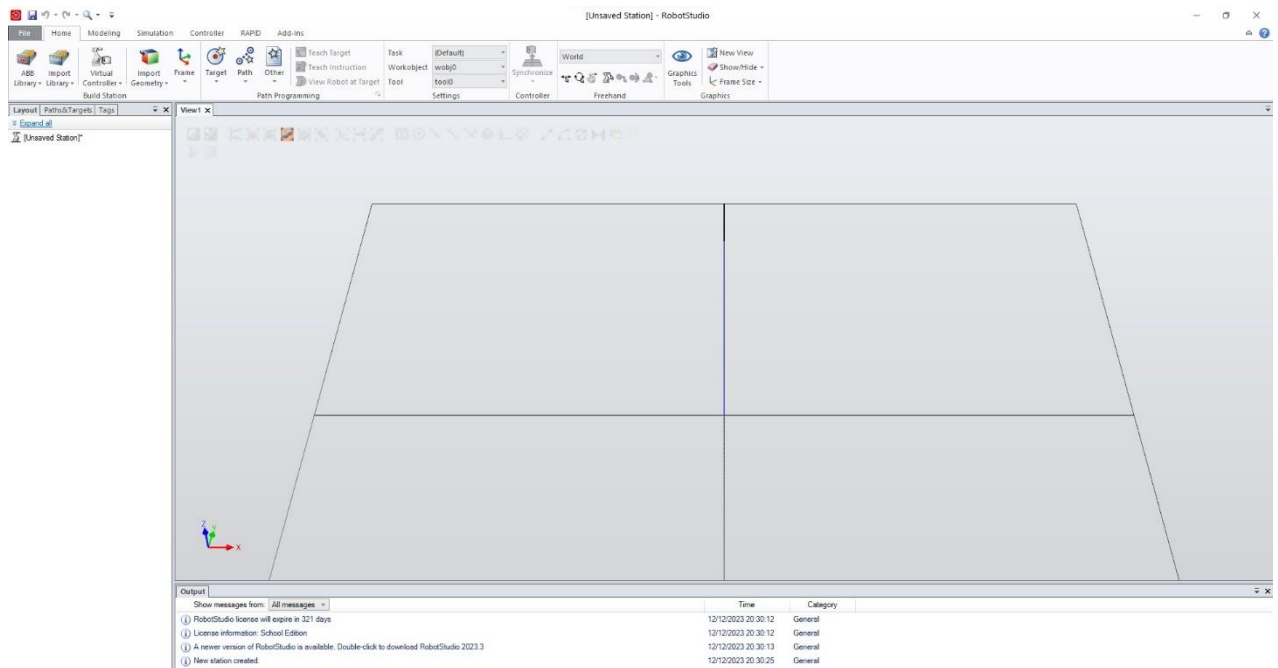 [Unsaved Station] - RobotStudio
File Home Modeling Simulation Controller RAPID Add-Ins
ABB Library
Import Library
Virtual Controller
Import Geometry
Build Station
Frame
Target
Path
Other
Teach Target
Teach Instruction
View Robot at Target
Path Programming
Task (Default)
Workobject wobj0
Tool tool0
Settings
Synchronize
Controller
World
Freehand
Graphics Tools
New View
Show/Hide
Frame Size
Graphics
Layout Paths&Targets Tags
Expand all
[Unsaved Station]*
View1
Z Y
X
Output
Show messages from: All messages Time Category
RobotStudio license will expire in 321 days 12/12/2023 20:30:12 General
License information: School Edition 12/12/2023 20:30:12 General
A newer version of RobotStudio is available. Double-click to download RobotStudio 2023.3 12/12/2023 20:30:13 General
New station created. 12/12/2023 20:30:25 General